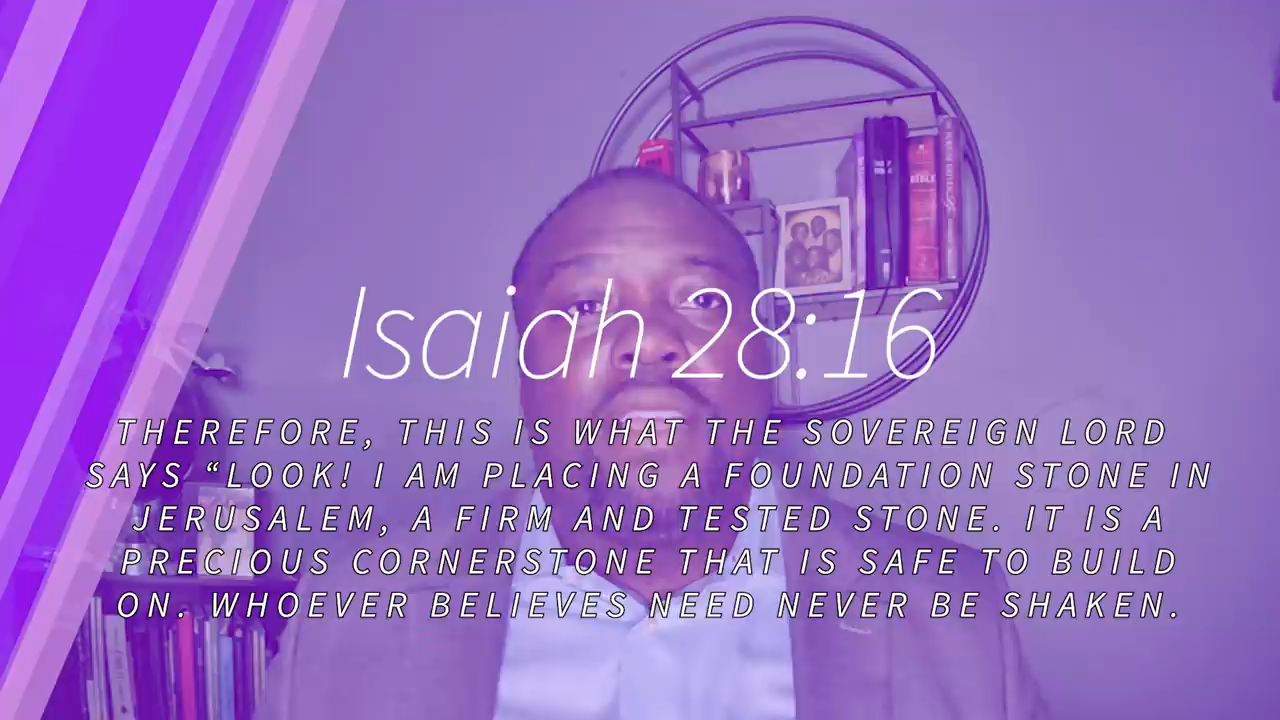 BIBLE
Isaiah 28:16
THEREFORE, THIS IS WHAT THE SOVEREIGN LORD
SAYS “LOOK! I AM PLACING A FOUNDATION STONE IN
JERUSALEM, A FIRM AND TESTED STONE. IT IS A
PRECIOUS CORNERSTONE THAT IS SAFE TO BUILD
ON. WHOEVER BELIEVES NEED NEVER BE SHAKEN.